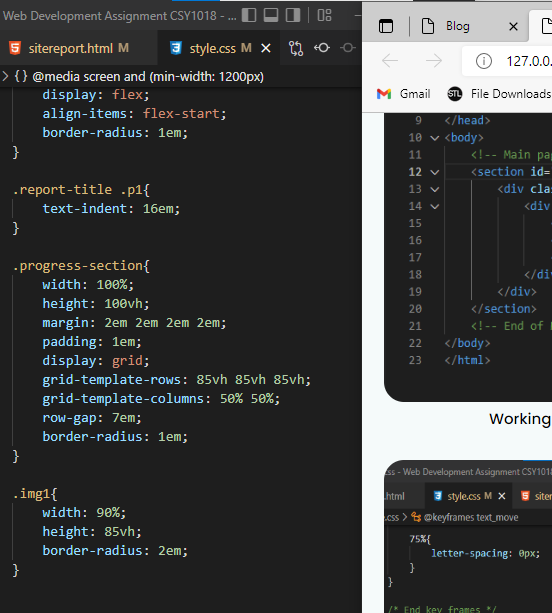 Web Development Assignment CSY1018 - ...
sitereport.html M
style.css M
{ } @media screen and (min-width: 1200px)
display: flex;
align-items: flex-start;
border-radius: 1em;
}
.report-title .p1{
text-indent: 16em;
}
.progress-section{
width: 100%;
height: 100vh;
margin: 2em 2em 2em 2em;
padding: 1em;
display: grid;
grid-template-rows: 85vh 85vh 85vh;
grid-template-columns: 50% 50%;
row-gap: 7em;
border-radius: 1em;
}
.img1{
width: 90%;
height: 85vh;
border-radius: 2em;
}
Blog
127.0.0.
Gmail
STL File Downloads
9 </head>
10 <body>
11 <!-- Main pa
12 <section id=
13 <div clas
14 <div
15
16
17
18 </di
19 </div>
20 </section>
21 <!-- End of
22 </body>
23 </html>
Working
.css - Web Development Assignment CSY1018
.html
style.css M
siter
.css > @keyframes text_move
75%{
letter-spacing: 0px;
}
}
/* End key frames */